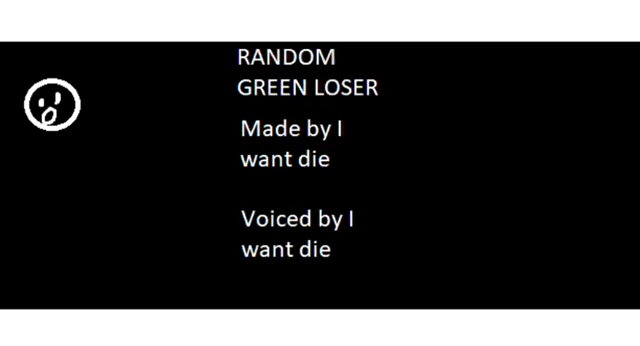 RANDOM
GREEN LOSER
Made by I
want die
Voiced by I
want die